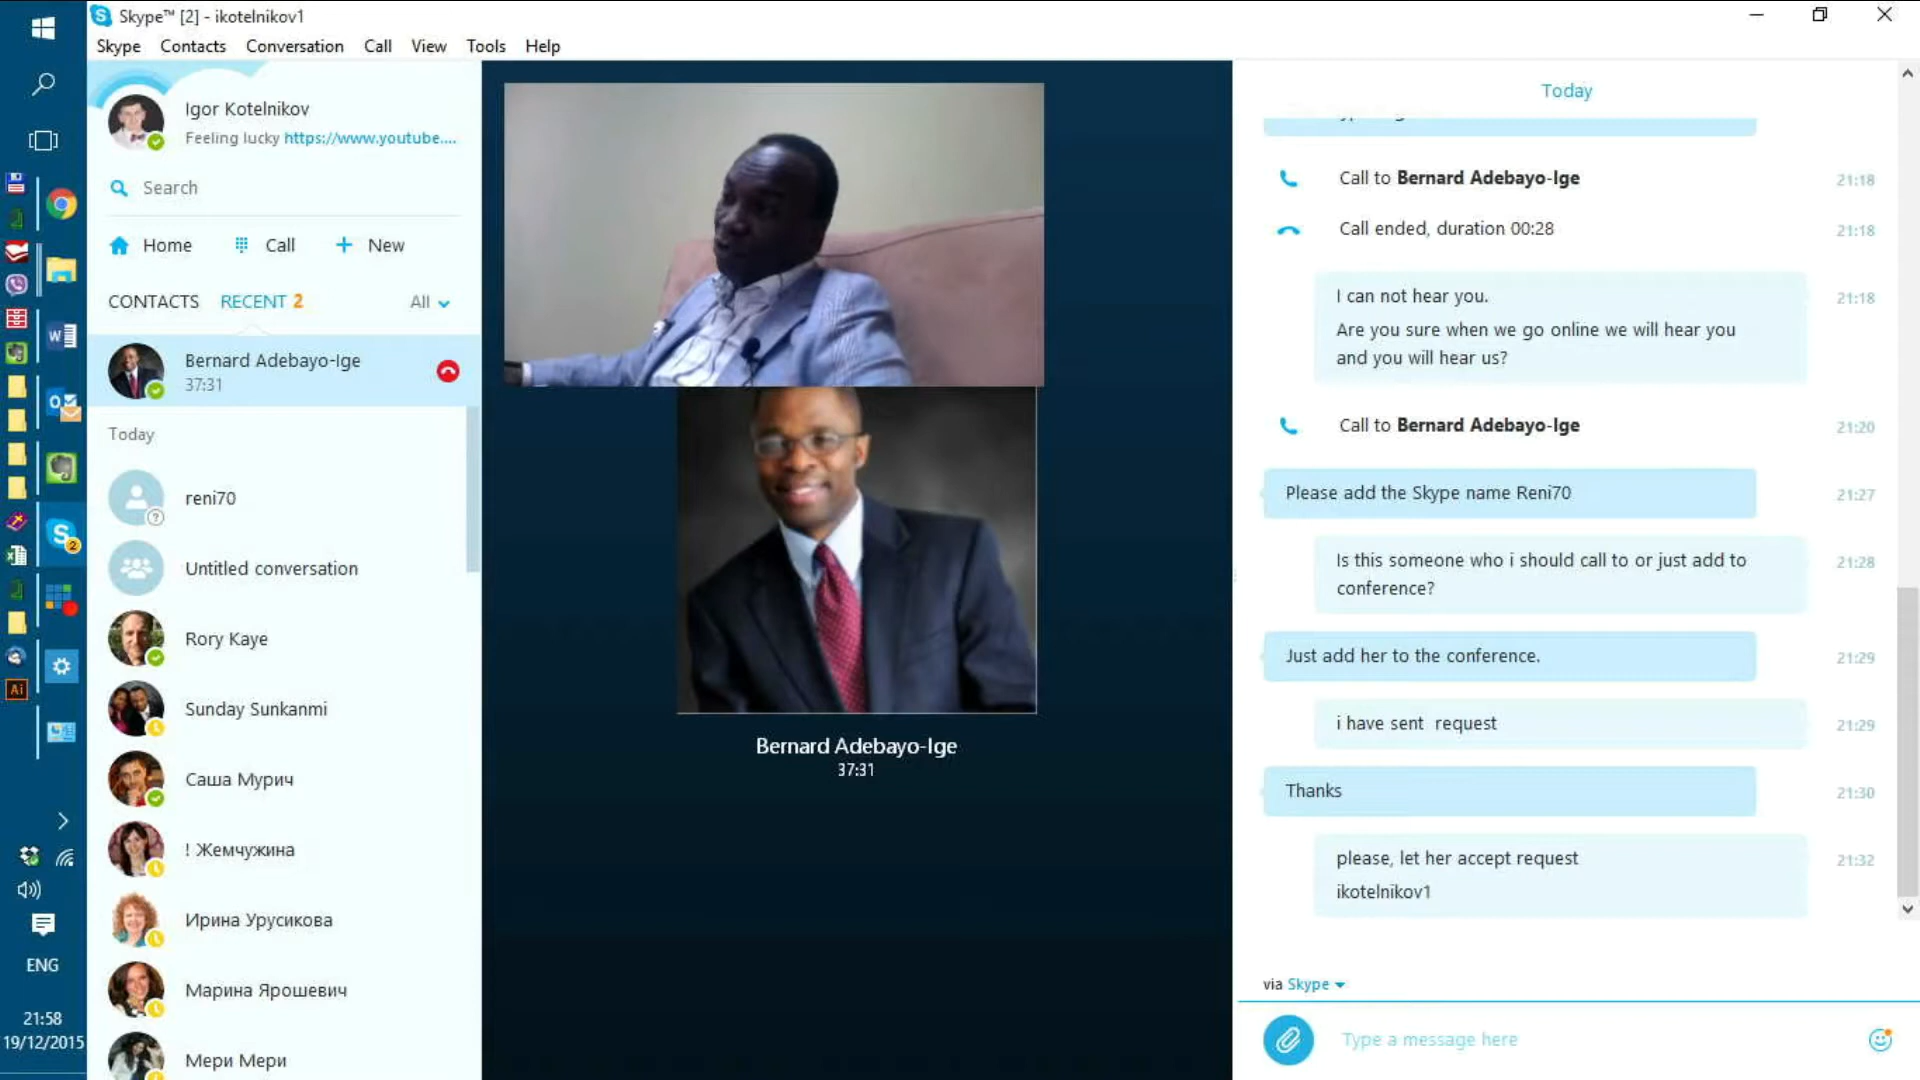 Skype™ [2] - ikotelnikov1
Skype Contacts Conversation Call View Tools Help
Igor Kotelnikov
Feeling lucky https://www.youtube....
Search
Home Call New
CONTACTS RECENT 2 All
Bernard Adebayo-Ige
37:31
Today
reni70
Untitled conversation
Rory Kaye
Sunday Sunkanmi
Саша Мурич
! Жемчужина
Ирина Урусикова
Марина Ярошевич
Мери Мери
Bernard Adebayo-Ige
37:31
Today
Call to Bernard Adebayo-Ige 21:18
Call ended, duration 00:28 21:18
I can not hear you. 21:18
Are you sure when we go online we will hear you
and you will hear us?
Call to Bernard Adebayo-Ige 21:20
Please add the Skype name Reni70 21:27
Is this someone who i should call to or just add to 21:28
conference?
Just add her to the conference. 21:29
i have sent request 21:29
Thanks 21:30
please, let her accept request 21:32
ikotelnikov1
via Skype
Type a message here
Ai
2
ENG
21:58
19/12/2015